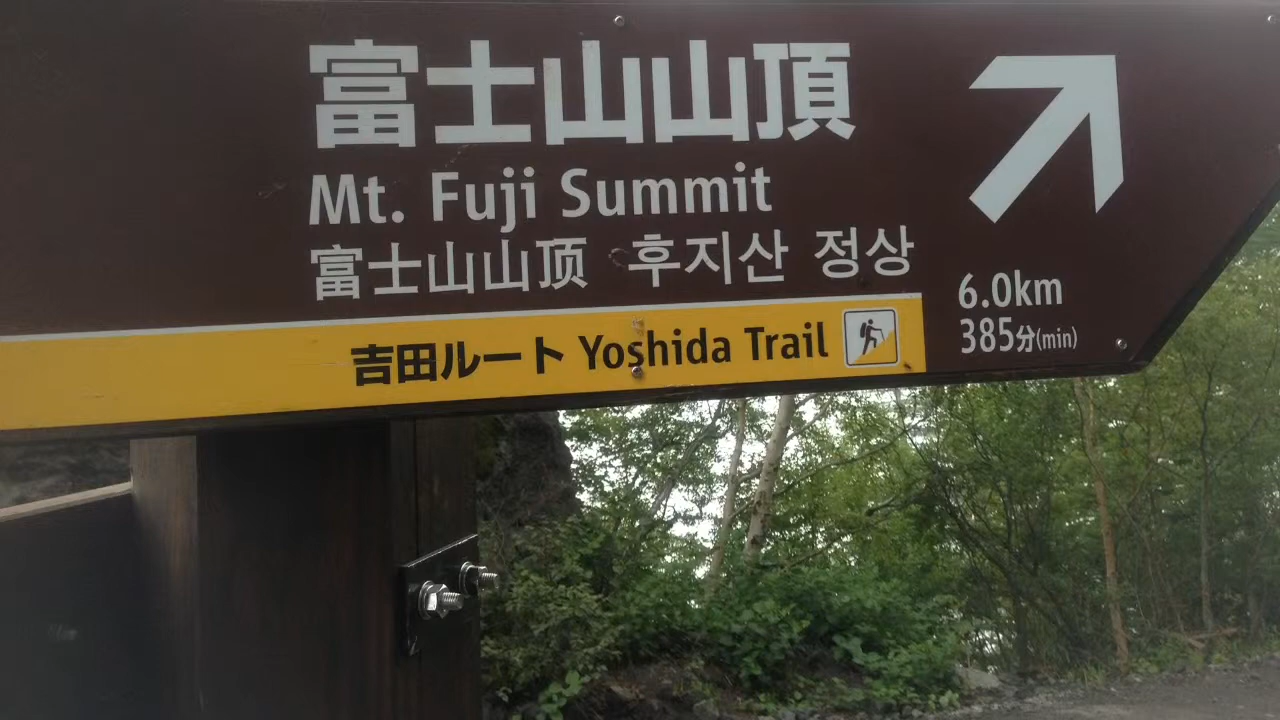 富士山山頂
Mt. Fuji Summit
富士山山顶 후지산 정상
6.0km
385分(min)
吉田ルート Yoshida Trail